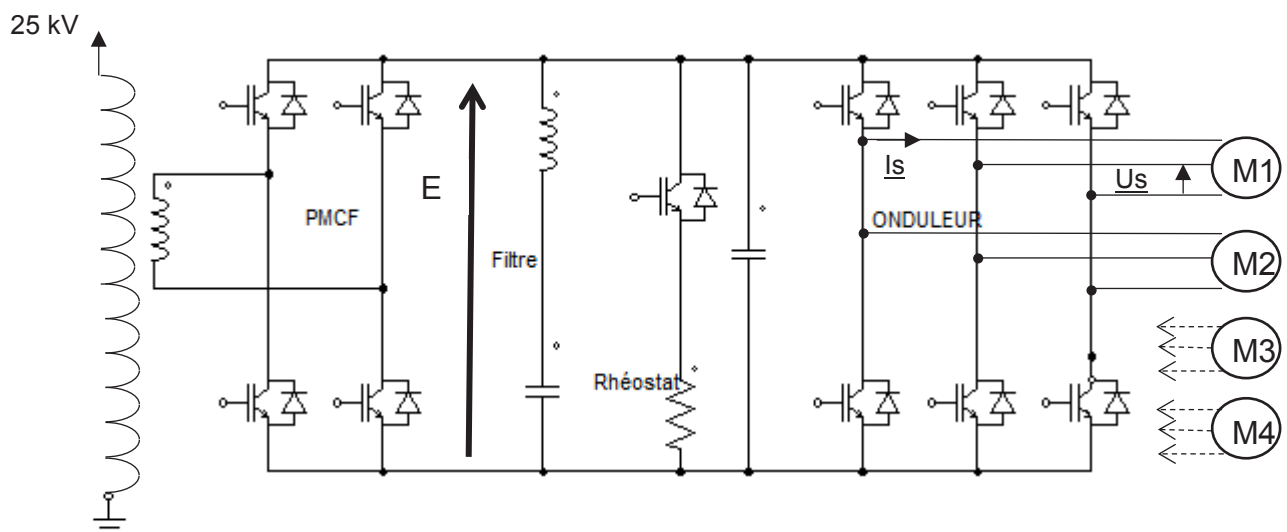 25 kV
Is
M1
E
Us
PMCF
ONDULEUR
Filtre
M2
M3
Rhéostat
M4